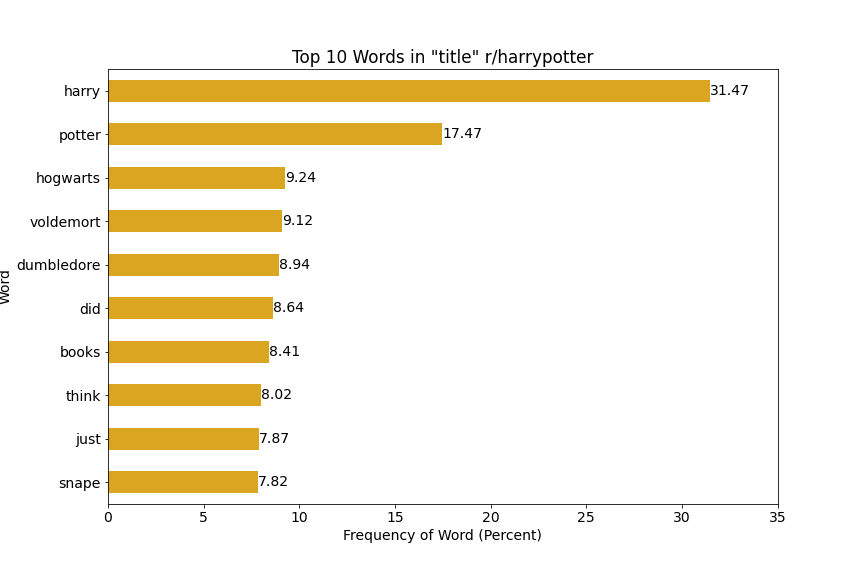 Top 10 Words in "title" r/harrypotter
harry 31.47
potter 17.47
hogwarts 9.24
voldemort 9.12
dumbledore 8.94
did 8.64
books 8.41
think 8.02
just 7.87
snape 7.82
0 5 10 15 20 25 30 35
Frequency of Word (Percent)
Word